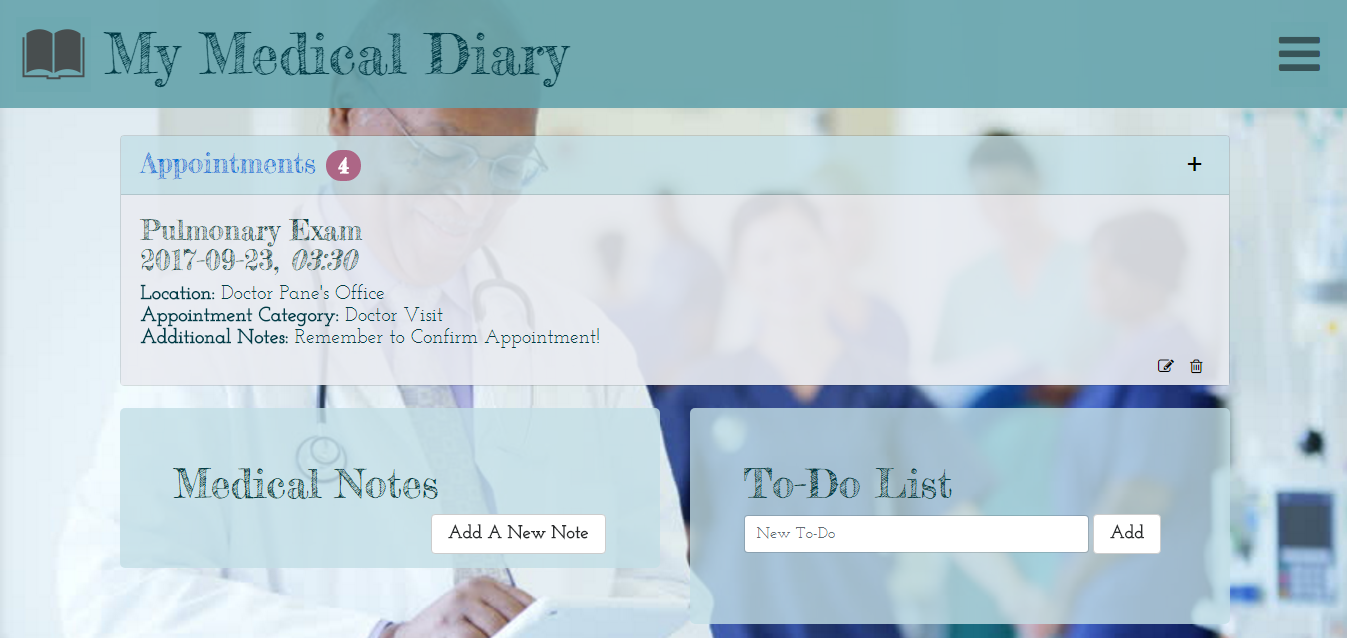 My Medical Diary
Appointments 4
Pulmonary Exam
2017-09-23, 03:30
Location: Doctor Pane's Office
Appointment Category: Doctor Visit
Additional Notes: Remember to Confirm Appointment!
Medical Notes
Add A New Note
To-Do List
New To-Do Add